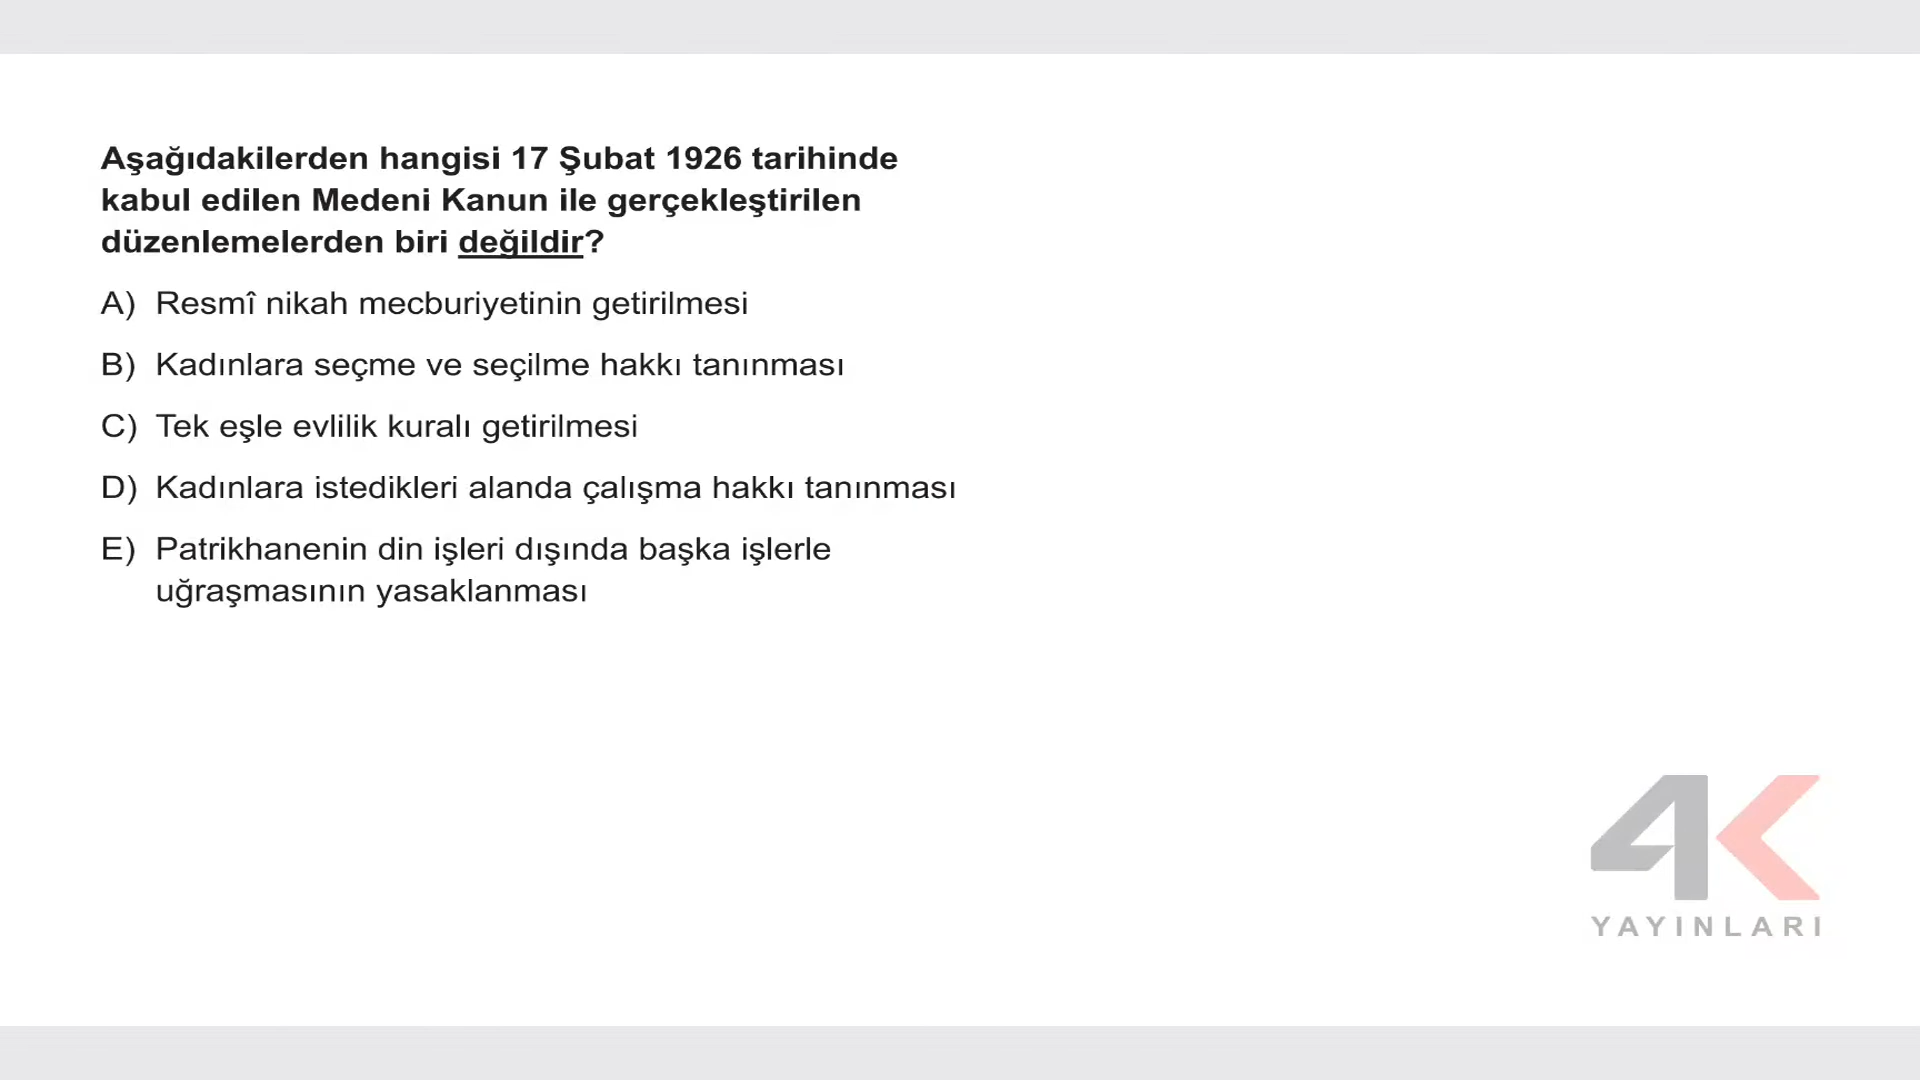 Aşağıdakilerden hangisi 17 Şubat 1926 tarihinde
kabul edilen Medeni Kanun ile gerçekleştirilen
düzenlemelerden biri değildir?
A) Resmî nikah mecburiyetinin getirilmesi
B) Kadınlara seçme ve seçilme hakkı tanınması
C) Tek eşle evlilik kuralı getirilmesi
D) Kadınlara istedikleri alanda çalışma hakkı tanınması
E) Patrikhanenin din işleri dışında başka işlerle
uğraşmasının yasaklanması
4K
YAYINLARI